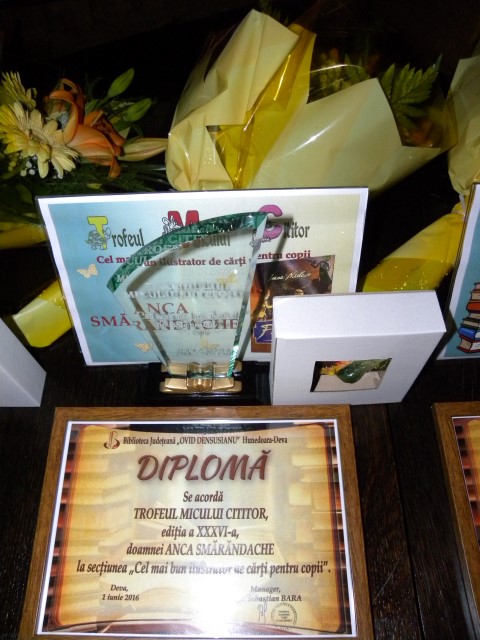 Trofeul Micului Cititor
Cel mai bun ilustrator de cărți pentru copii
ANCA
SMĂRĂNDACHE
Biblioteca Județeană „OVID DENSUSIANU" Hunedoara-Deva
DIPLOMĂ
Se acordă
TROFEUL MICULUI CITITOR,
ediția a XXXVI-a,
doamnei ANCA SMĂRĂNDACHE
la secțiunea „Cel mai bun ilustrator de cărți pentru copii".
Deva, Manager,
1 iunie 2016 Sebastian BARA